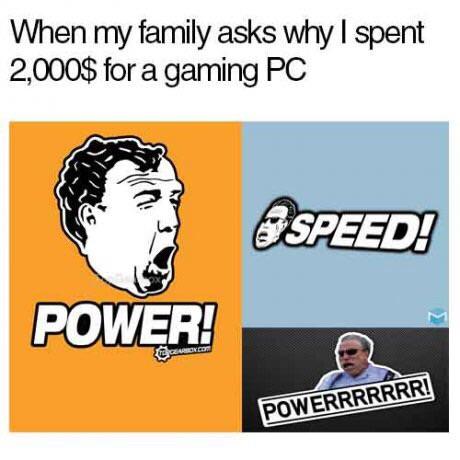 When my family asks why I spent
2,000$ for a gaming PC
POWER!
SPEED!
POWERRRRRRR!